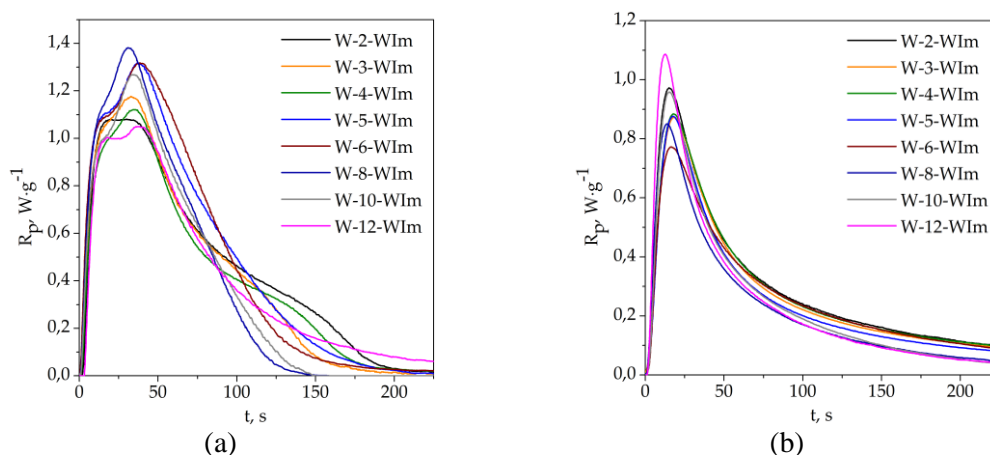 1,4
1,2
1,0
0,8
0,6
0,4
0,2
0,0
Rp, W·g-1
0 50 100 150 200
t, s
W-2-WIm
W-3-WIm
W-4-WIm
W-5-WIm
W-6-WIm
W-8-WIm
W-10-WIm
W-12-WIm
(a)
1,2
1,0
0,8
0,6
0,4
0,2
0,0
Rp, W·g-1
0 50 100 150 200
t, s
W-2-WIm
W-3-WIm
W-4-WIm
W-5-WIm
W-6-WIm
W-8-WIm
W-10-WIm
W-12-WIm
(b)